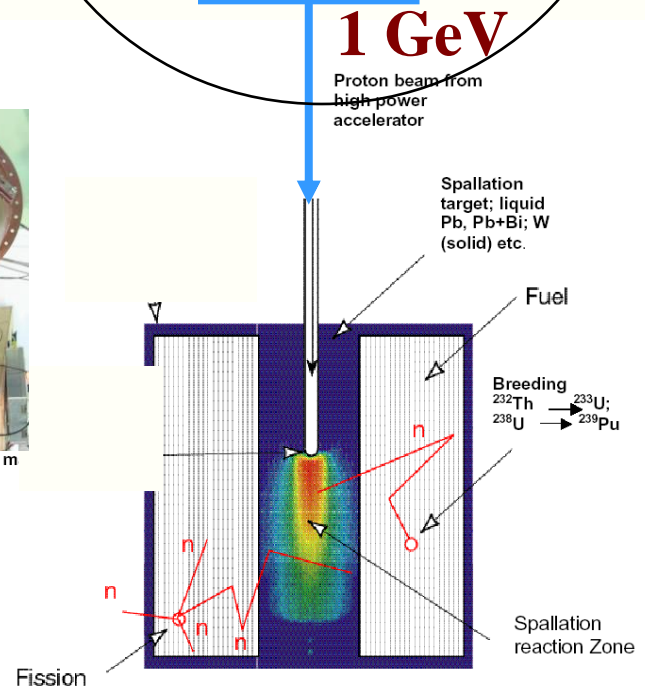 1 GeV
Proton beam from
high power
accelerator
Spallation
target; liquid
Pb, Pb+Bi; W
(solid) etc.
Fuel
Breeding
²³²Th → ²³³U;
²³⁸U → ²³⁹Pu
n
m
n
n
n
n
Spallation
reaction Zone
Fission